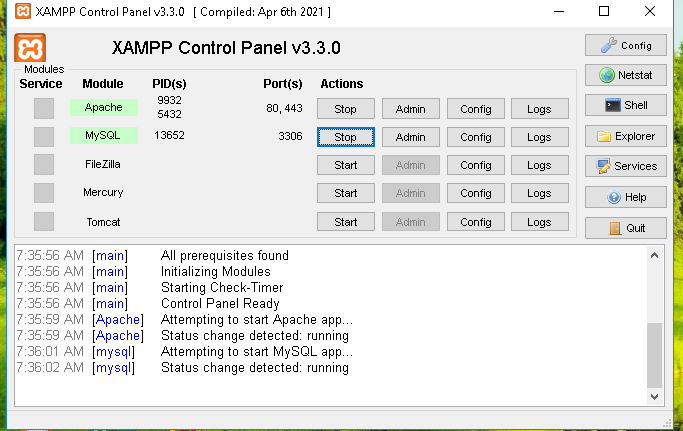 XAMPP Control Panel v3.3.0 [ Compiled: Apr 6th 2021 ]
XAMPP Control Panel v3.3.0
Config
Modules
Service Module PID(s) Port(s) Actions
Netstat
Apache 9932 5432 80, 443 Stop Admin Config Logs
Shell
MySQL 13652 3306 Stop Admin Config Logs
Explorer
FileZilla Start Admin Config Logs
Services
Mercury Start Admin Config Logs
Help
Tomcat Start Admin Config Logs
Quit
7:35:56 AM [main] All prerequisites found
7:35:56 AM [main] Initializing Modules
7:35:56 AM [main] Starting Check-Timer
7:35:56 AM [main] Control Panel Ready
7:35:59 AM [Apache] Attempting to start Apache app...
7:35:59 AM [Apache] Status change detected: running
7:36:01 AM [mysql] Attempting to start MySQL app...
7:36:02 AM [mysql] Status change detected: running